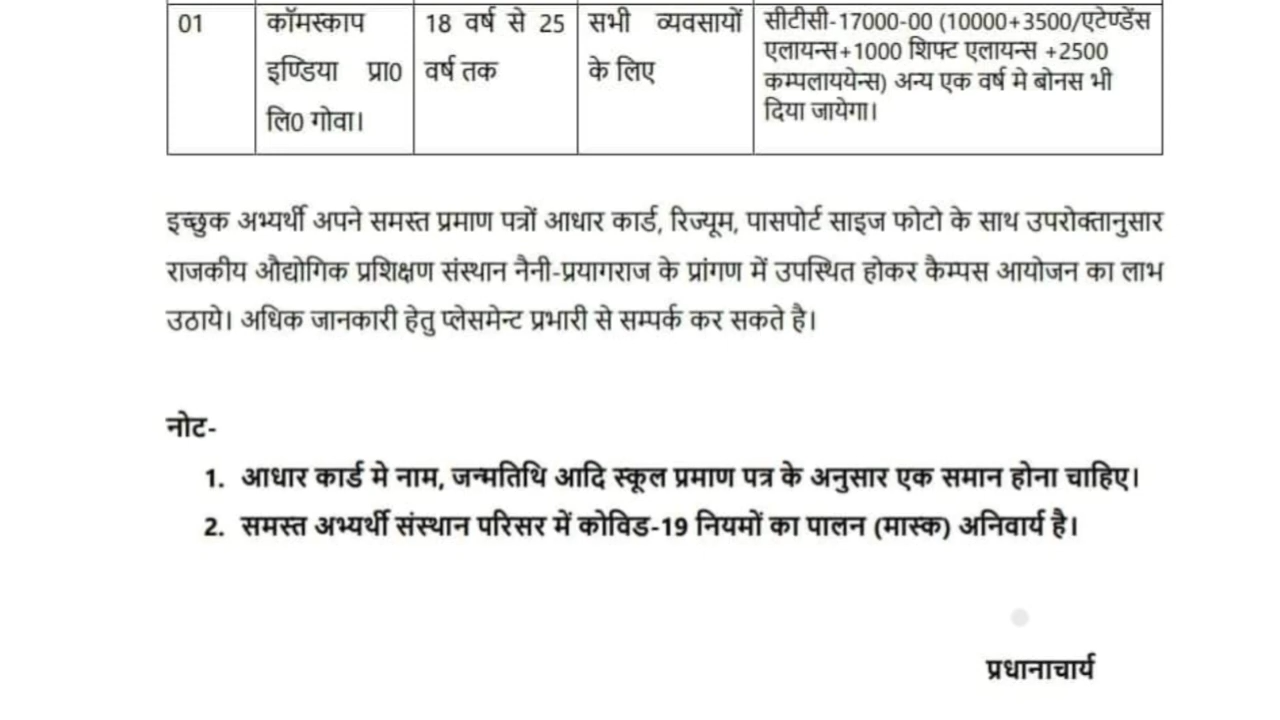 01
कॉमस्काप
इण्डिया प्रा0
लि0 गोवा।
18 वर्ष से 25
वर्ष तक
सभी व्यवसायों
के लिए
सीटीसी-17000-00 (10000+3500/एटेण्डेंस
एलायन्स+1000 शिफ्ट एलायन्स +2500
कम्पलाययेन्स) अन्य एक वर्ष मे बोनस भी
दिया जायेगा।
इच्छुक अभ्यर्थी अपने समस्त प्रमाण पत्रों आधार कार्ड, रिज्यूम, पासपोर्ट साइज फोटो के साथ उपरोक्तानुसार
राजकीय औद्योगिक प्रशिक्षण संस्थान नैनी-प्रयागराज के प्रांगण में उपस्थित होकर कैम्पस आयोजन का लाभ
उठाये। अधिक जानकारी हेतु प्लेसमेन्ट प्रभारी से सम्पर्क कर सकते है।
नोट-
1. आधार कार्ड मे नाम, जन्मतिथि आदि स्कूल प्रमाण पत्र के अनुसार एक समान होना चाहिए।
2. समस्त अभ्यर्थी संस्थान परिसर में कोविड-19 नियमों का पालन (मास्क) अनिवार्य है।
प्रधानाचार्य